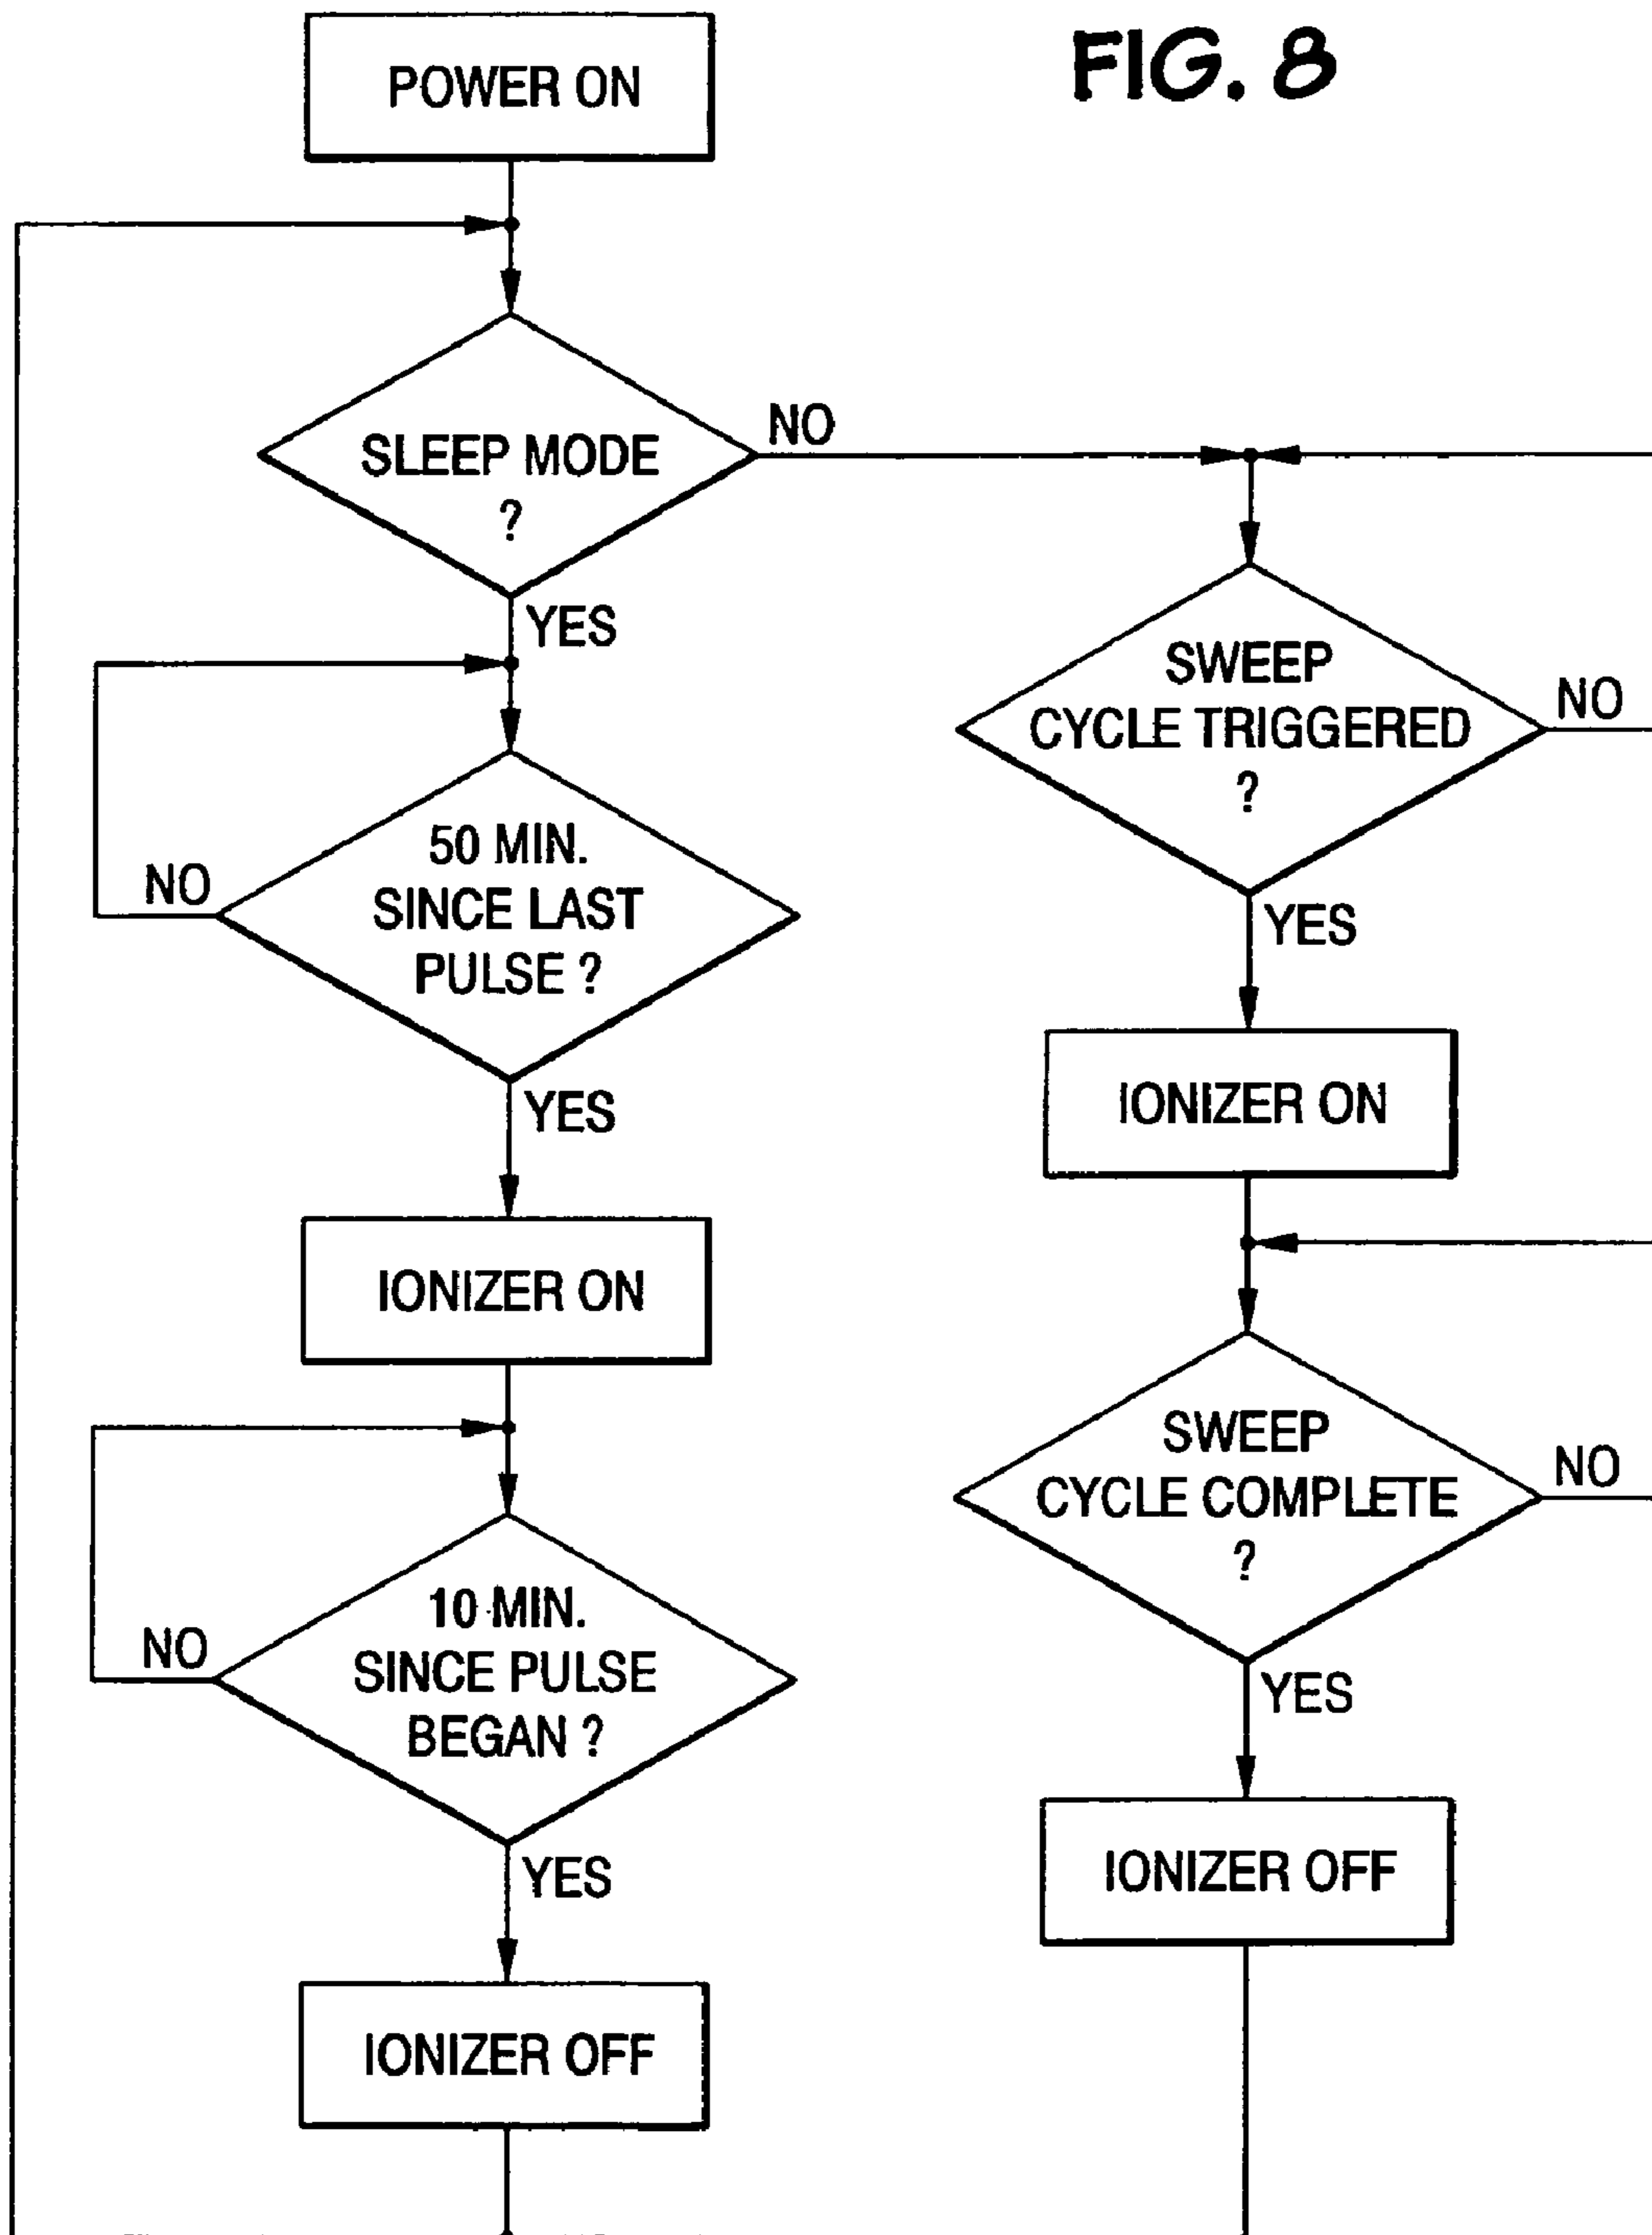 FIG. 8
POWER ON
SLEEP MODE
?
NO
YES
50 MIN.
SINCE LAST
PULSE ?
NO
YES
IONIZER ON
10 MIN.
SINCE PULSE
BEGAN ?
NO
YES
IONIZER OFF
SWEEP
CYCLE TRIGGERED
?
NO
YES
IONIZER ON
SWEEP
CYCLE COMPLETE
?
NO
YES
IONIZER OFF